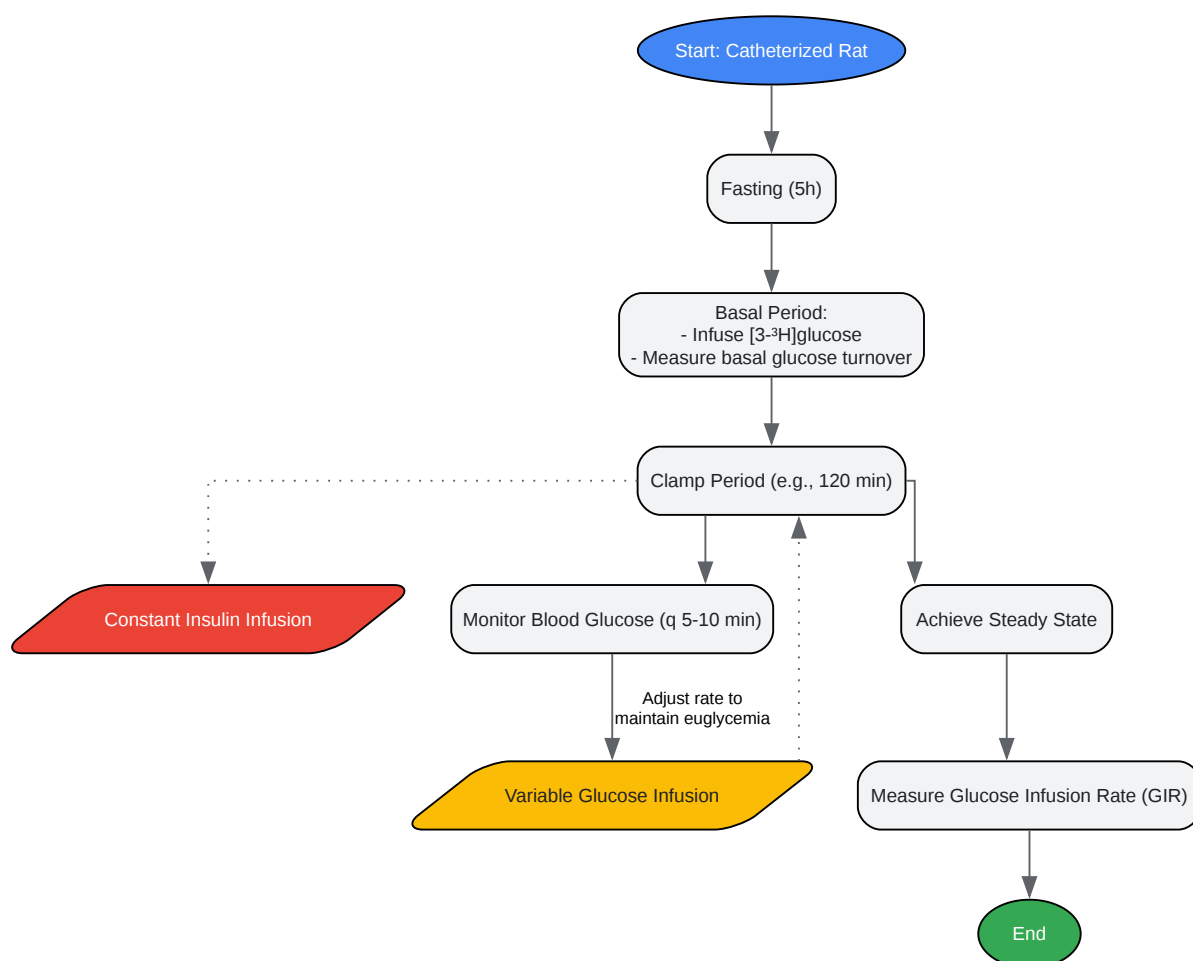 Start: Catheterized Rat
Fasting (5h)
Basal Period:
- Infuse [3-³H]glucose
- Measure basal glucose turnover
Clamp Period (e.g., 120 min)
Constant Insulin Infusion
Monitor Blood Glucose (q 5-10 min)
Achieve Steady State
Adjust rate to
maintain euglycemia
Variable Glucose Infusion
Measure Glucose Infusion Rate (GIR)
End